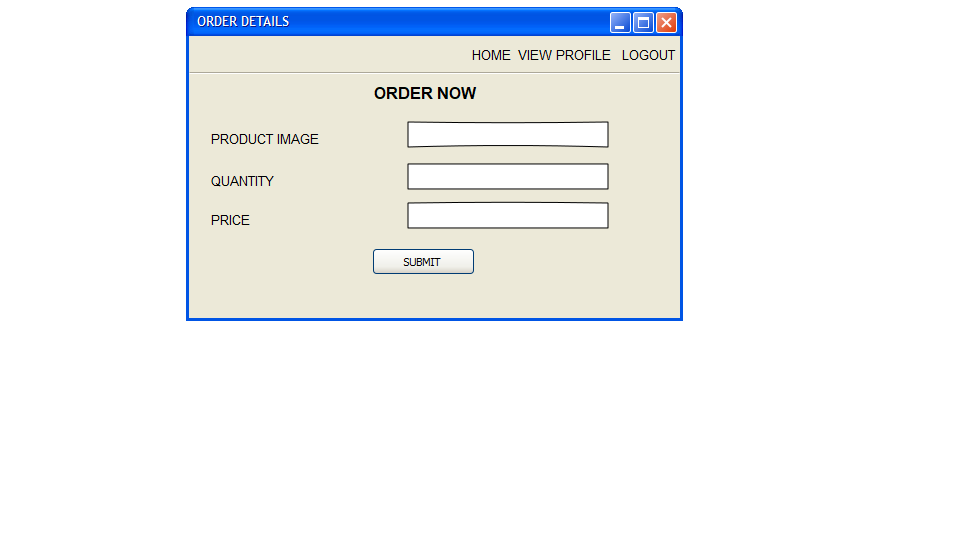 ORDER DETAILS
HOME VIEW PROFILE LOGOUT
ORDER NOW
PRODUCT IMAGE
QUANTITY
PRICE
SUBMIT